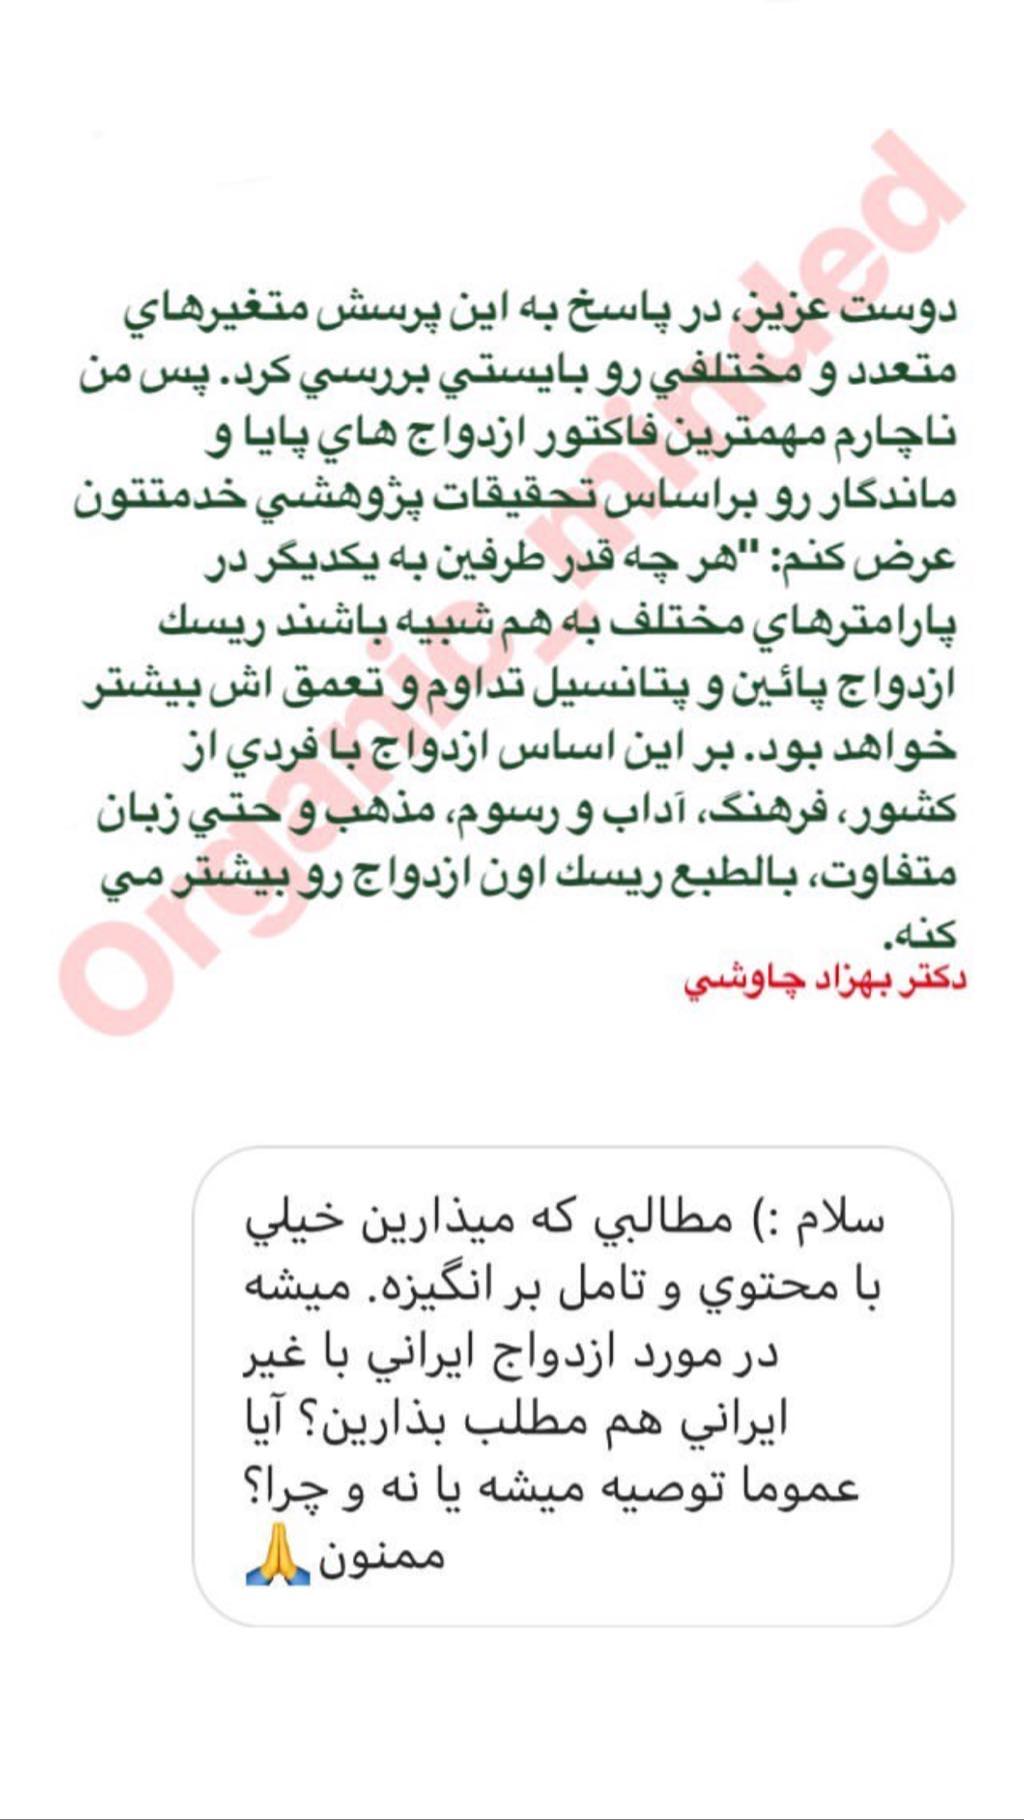 دوست عزيز، در پاسخ به اين پرسش متغيرهاي
متعدد و مختلفي رو بايستي بررسي كرد. پس من
ناچارم مهمترين فاكتور ازدواج هاي پايا و
ماندگار رو براساس تحقيقات پژوهشي خدمتتون
عرض كنم: "هر چه قدر طرفين به يكديگر در
پارامترهاي مختلف به هم شبيه باشند ريسك
ازدواج پائين و پتانسيل تداوم و تعمق اش بيشتر
خواهد بود. بر اين اساس ازدواج با فردي از
كشور، فرهنگ، آداب و رسوم، مذهب و حتي زبان
متفاوت، بالطبع ريسك اون ازدواج رو بيشتر مي
كنه.
دكتر بهزاد چاوشي
Organic_minded
سلام :) مطالبي كه ميذارين خيلي
با محتوي و تامل بر انگيزه. ميشه
در مورد ازدواج ايراني با غير
ايراني هم مطلب بذارين؟ آيا
عموما توصيه ميشه يا نه و چرا؟
ممنون🙏